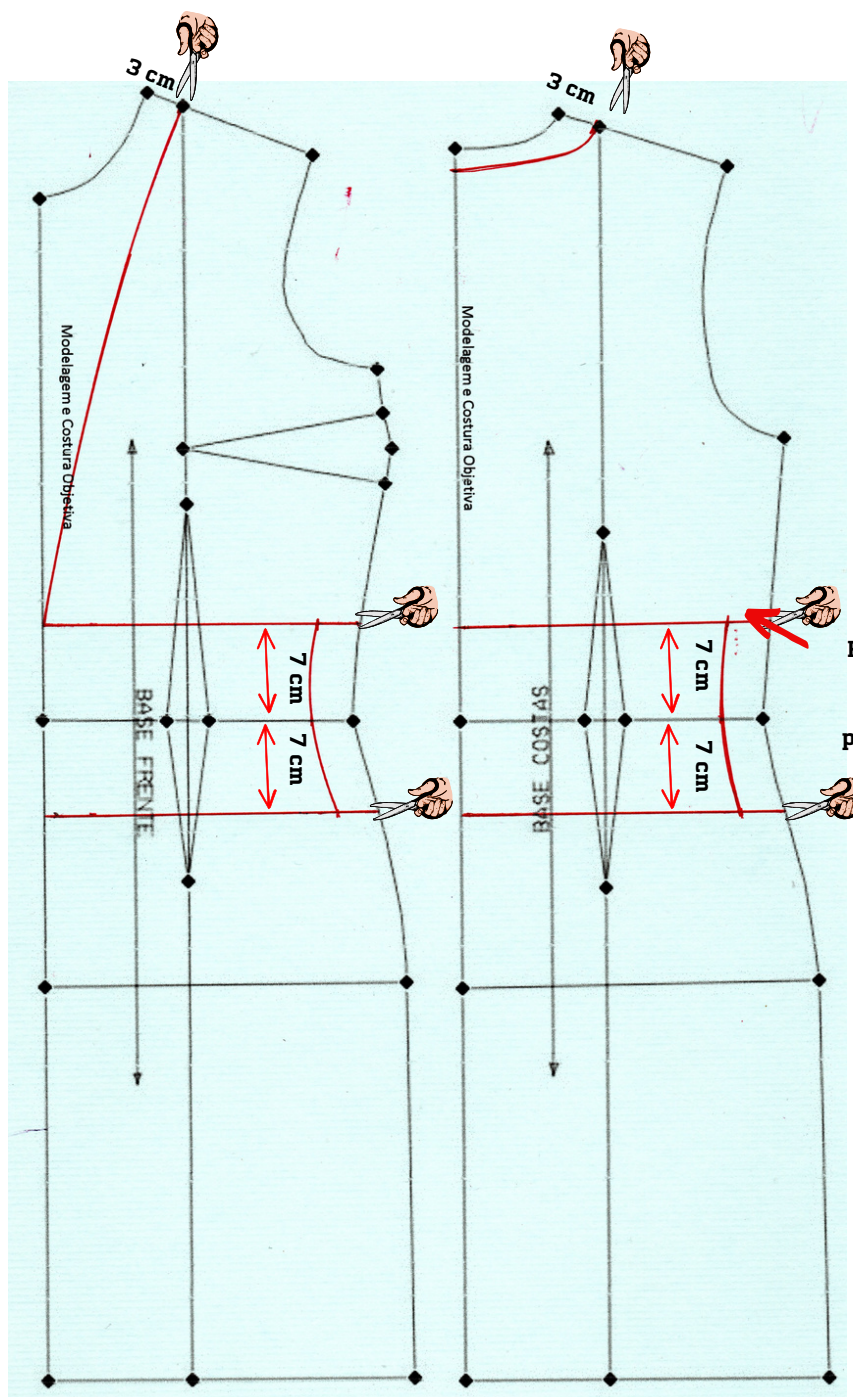 3 cm
3 cm
Modelagem e Costura Objetiva
Modelagem e Costura Objetiva
7 cm
7 cm
7 cm
7 cm
BASE FRENTE
BASE COSTAS